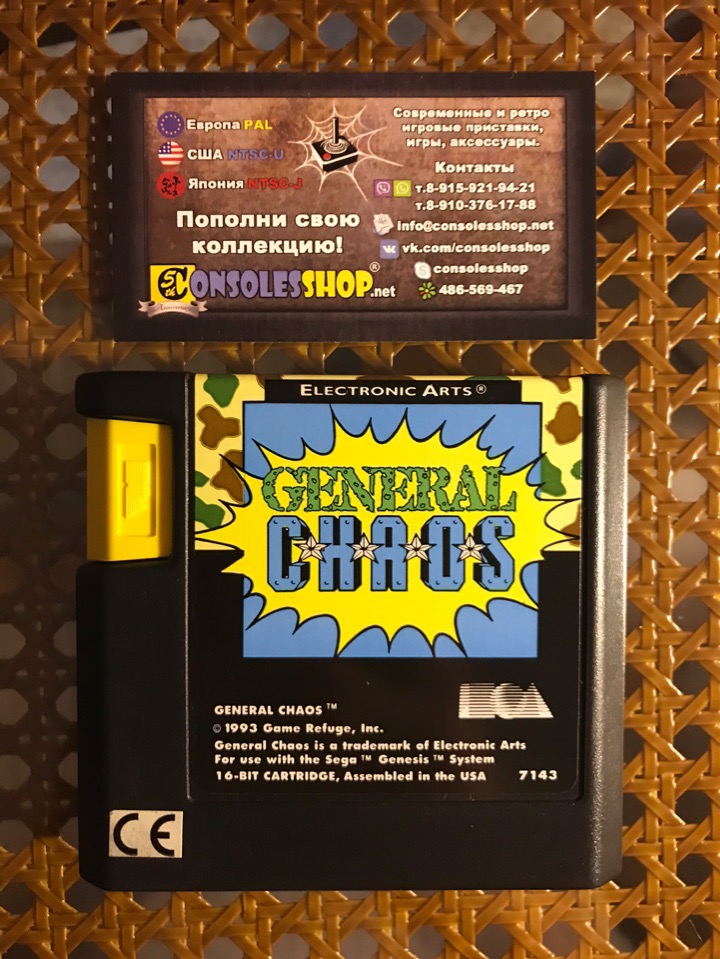 Европа PAL
США NTSC-U
Япония NTSC-J
Пополни свою
коллекцию!
5th
CONSOLESSHOP®.net
Anniversary
Современные и ретро
игровые приставки,
игры, аксессуары.
Контакты
т.8-915-921-94-21
т.8-910-376-17-88
info@consolesshop.net
vk.com/consolesshop
consolesshop
486-569-467
ELECTRONIC ARTS®
GENERAL
CHAOS
EA
GENERAL CHAOS™
© 1993 Game Refuge, Inc.
General Chaos is a trademark of Electronic Arts
For use with the Sega™ Genesis™ System
16-BIT CARTRIDGE, Assembled in the USA 7143
CE